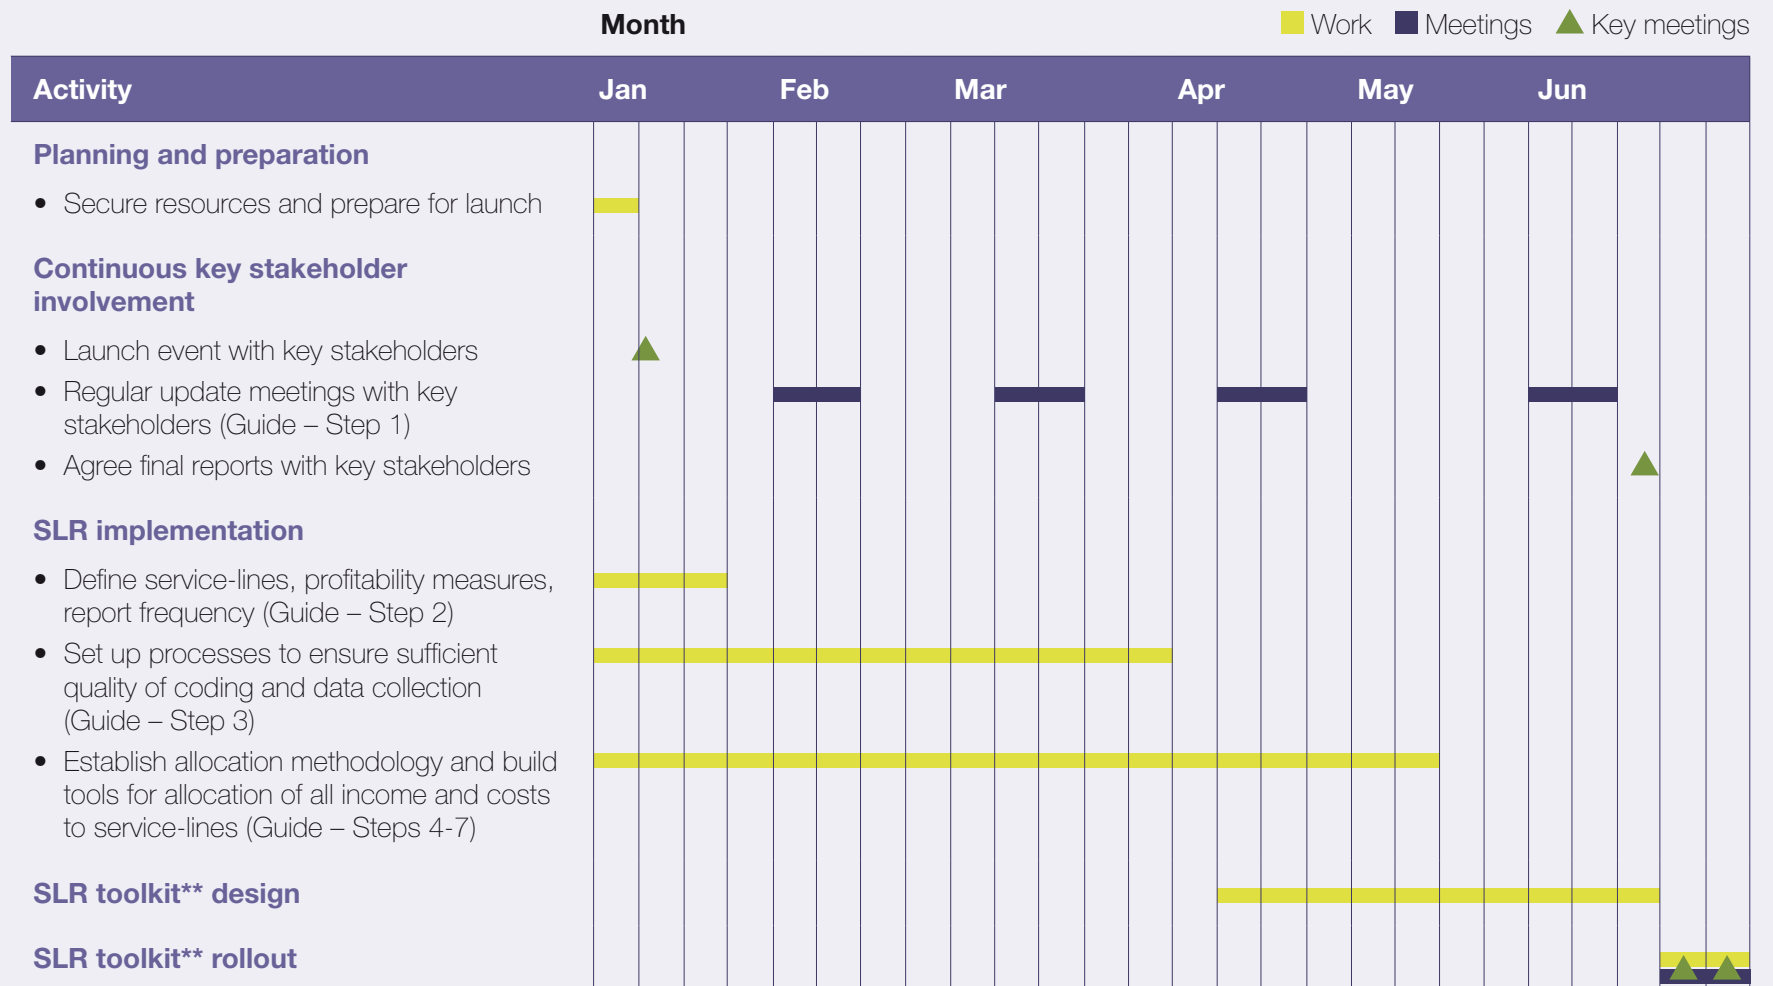 Month
Work Meetings Key meetings
Activity Jan Feb Mar Apr May Jun
Planning and preparation
• Secure resources and prepare for launch
Continuous key stakeholder
involvement
• Launch event with key stakeholders
• Regular update meetings with key
stakeholders (Guide – Step 1)
• Agree final reports with key stakeholders
SLR implementation
• Define service-lines, profitability measures,
report frequency (Guide – Step 2)
• Set up processes to ensure sufficient
quality of coding and data collection
(Guide – Step 3)
• Establish allocation methodology and build
tools for allocation of all income and costs
to service-lines (Guide – Steps 4-7)
SLR toolkit** design
SLR toolkit** rollout